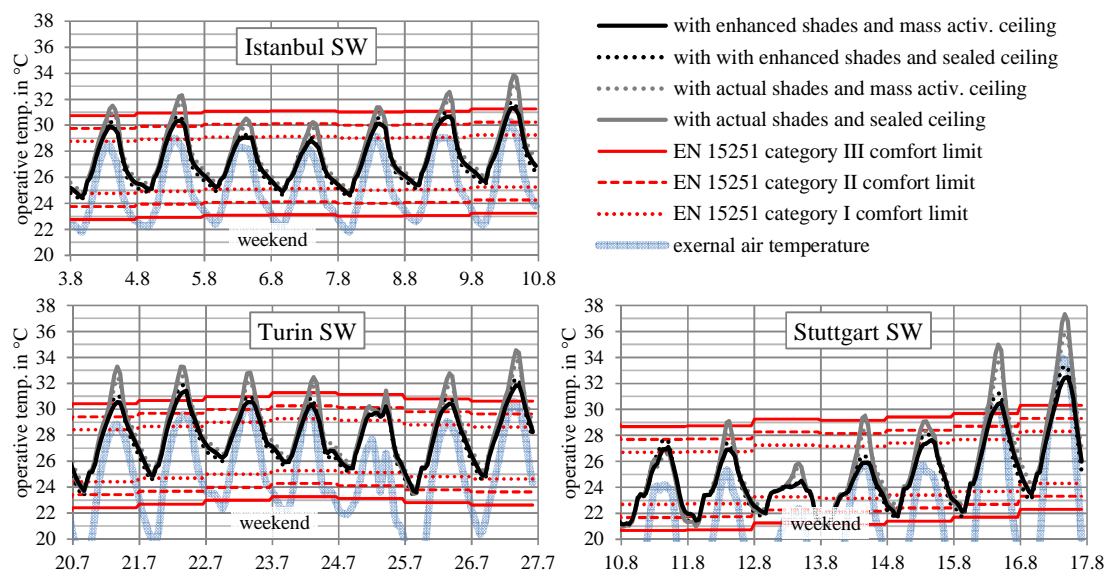 Istanbul SW
operative temp. in °C
38
36
34
32
30
28
26
24
22
20
weekend
3.8 4.8 5.8 6.8 7.8 8.8 9.8 10.8
with enhanced shades and mass activ. ceiling
with with enhanced shades and sealed ceiling
with actual shades and mass activ. ceiling
with actual shades and sealed ceiling
EN 15251 category III comfort limit
EN 15251 category II comfort limit
EN 15251 category I comfort limit
exernal air temperature
Turin SW
operative temp. in °C
38
36
34
32
30
28
26
24
22
20
weekend
20.7 21.7 22.7 23.7 24.7 25.7 26.7 27.7
Stuttgart SW
operative temp. in °C
38
36
34
32
30
28
26
24
22
20
weekend
10.8 11.8 12.8 13.8 14.8 15.8 16.8 17.8